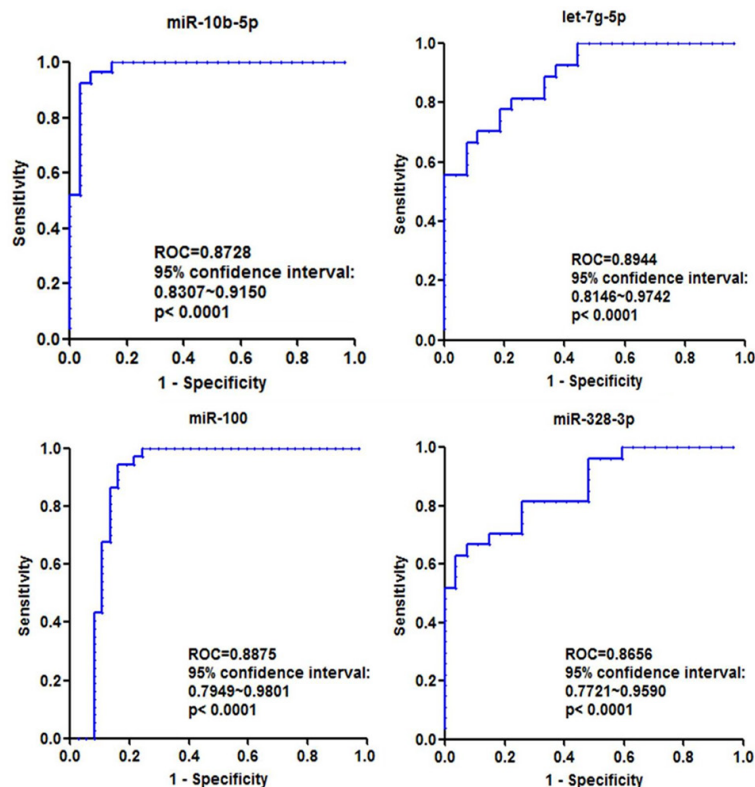 miR-10b-5p
1.0
0.8
0.6
0.4
0.2
0.0
Sensitivity
ROC=0.8728
95% confidence interval:
0.8307~0.9150
p< 0.0001
0.0 0.2 0.4 0.6 0.8 1.0
1 - Specificity
let-7g-5p
1.0
0.8
0.6
0.4
0.2
0.0
Sensitivity
ROC=0.8944
95% confidence interval:
0.8146~0.9742
p< 0.0001
0.0 0.2 0.4 0.6 0.8 1.0
1 - Specificity
miR-100
1.0
0.8
0.6
0.4
0.2
0.0
Sensitivity
ROC=0.8875
95% confidence interval:
0.7949~0.9801
p< 0.0001
0.0 0.2 0.4 0.6 0.8 1.0
1 - Specificity
miR-328-3p
1.0
0.8
0.6
0.4
0.2
0.0
Sensitivity
ROC=0.8656
95% confidence interval:
0.7721~0.9590
p< 0.0001
0.0 0.2 0.4 0.6 0.8 1.0
1 - Specificity